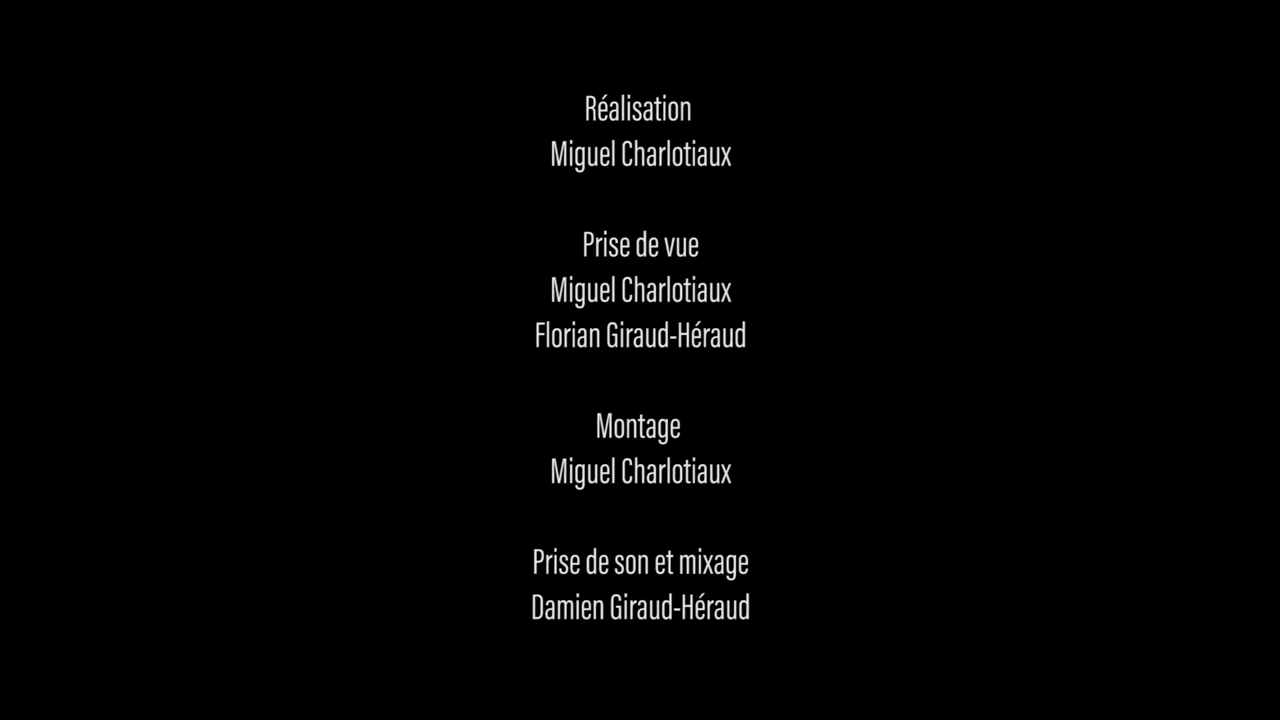 Réalisation
Miguel Charlotiaux
Prise de vue
Miguel Charlotiaux
Florian Giraud-Héraud
Montage
Miguel Charlotiaux
Prise de son et mixage
Damien Giraud-Héraud